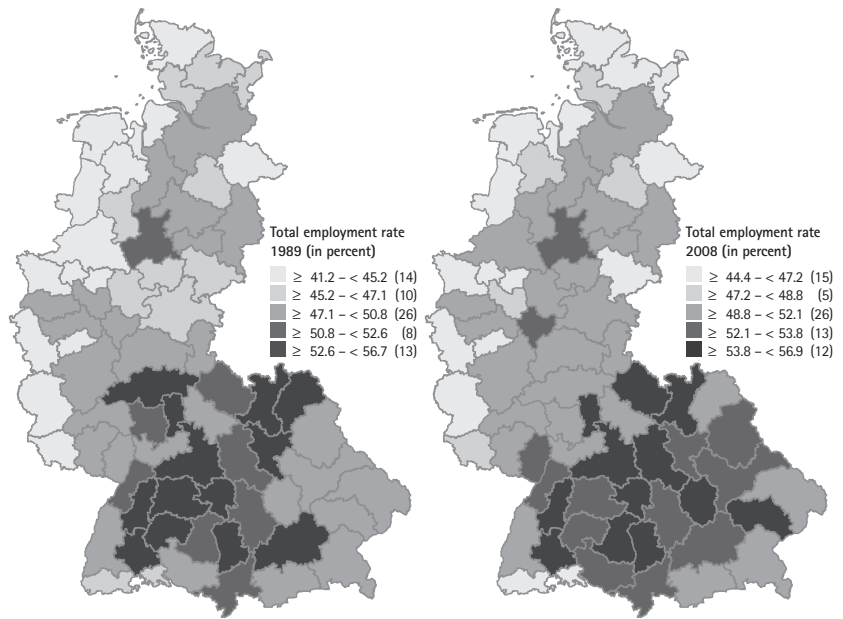 Total employment rate
1989 (in percent)
≥ 41.2 – < 45.2 (14)
≥ 45.2 – < 47.1 (10)
≥ 47.1 – < 50.8 (26)
≥ 50.8 – < 52.6 (8)
≥ 52.6 – < 56.7 (13)
Total employment rate
2008 (in percent)
≥ 44.4 – < 47.2 (15)
≥ 47.2 – < 48.8 (5)
≥ 48.8 – < 52.1 (26)
≥ 52.1 – < 53.8 (13)
≥ 53.8 – < 56.9 (12)